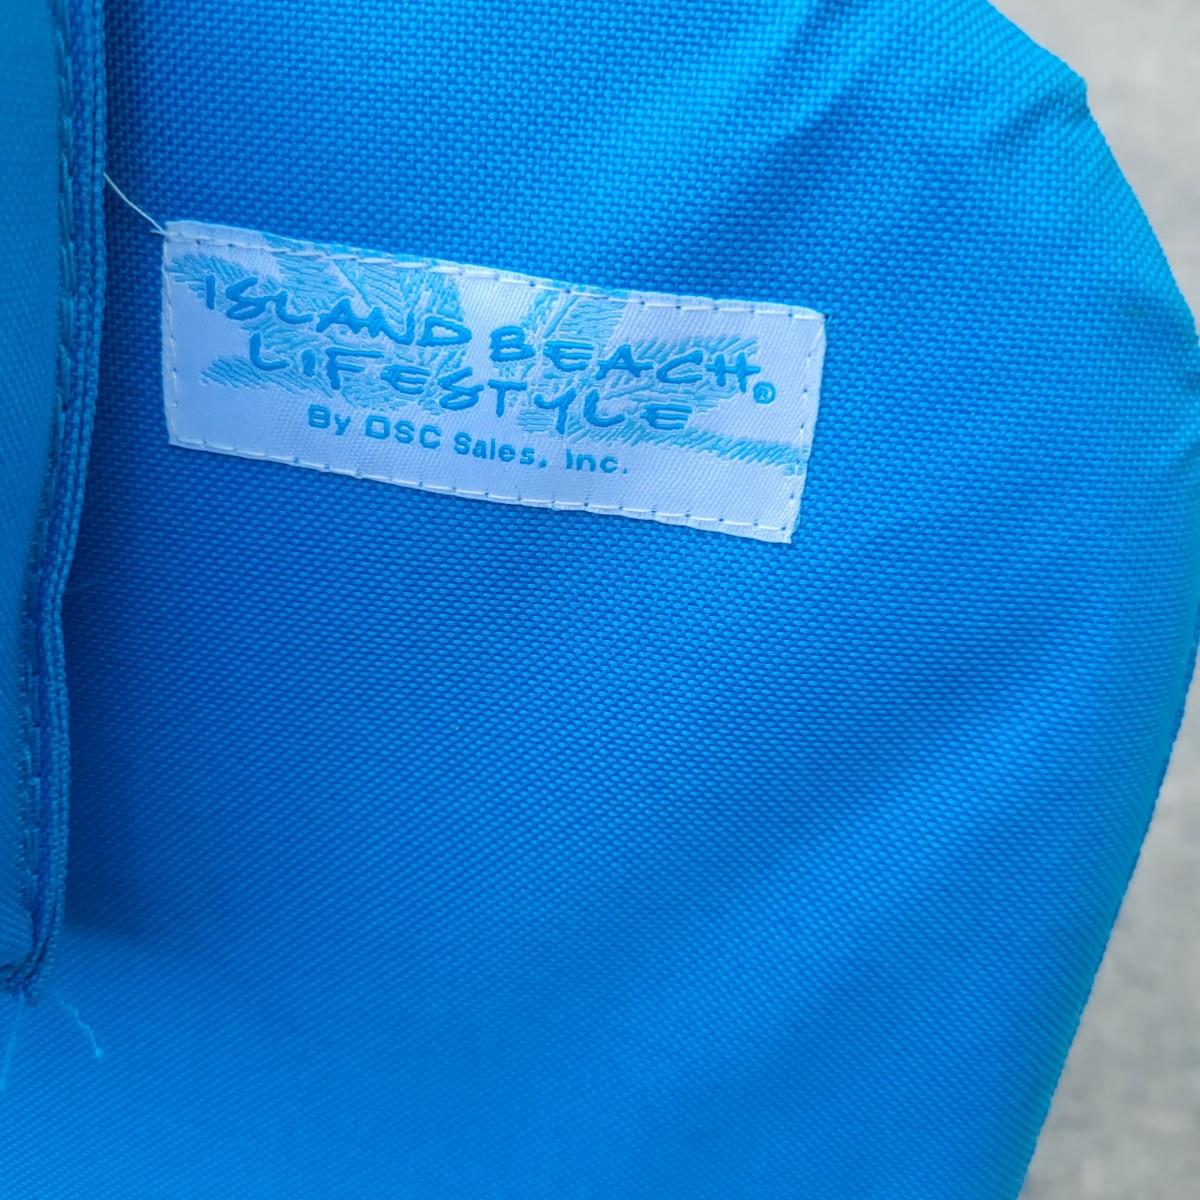 ISLAND BEACH®
LIFESTYLE
By DSC Sales, Inc.